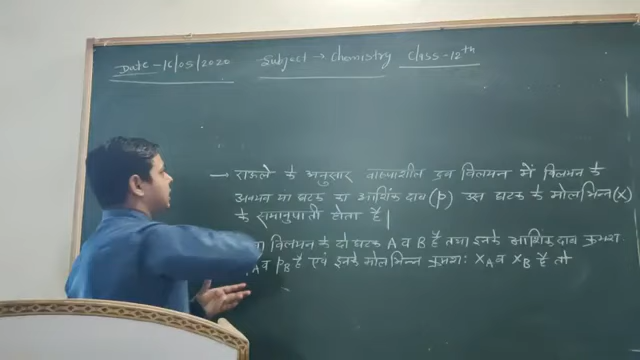 Date - 16/05/2020 Subject → Chemistry Class - 12th
→ राऊले के अनुसार वाष्पशील द्रव विलयन में विलयन के
अवयव या घटक का आंशिक दाब (p) उस घटक के मोलभिन्न (x)
के समानुपाती होता है |
विलयन के दो घटक A व B है तथा इनके आंशिक दाब क्रमश
A व PB है एवं इनके मोलभिन्न क्रमश: XA व XB है तो